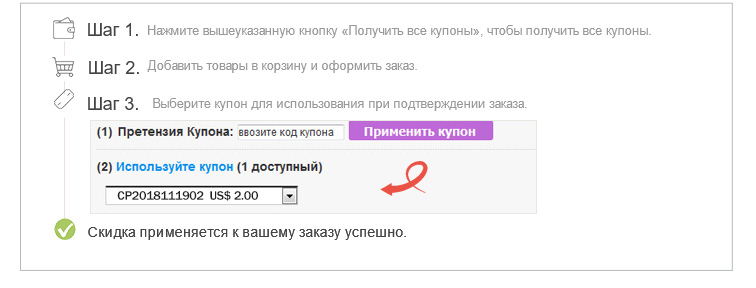 Шаг 1. Нажмите вышеуказанную кнопку «Получить все купоны», чтобы получить все купоны.
Шаг 2. Добавить товары в корзину и оформить заказ.
Шаг 3. Выберите купон для использования при подтверждении заказа.
(1) Претензия Купона: ввозите код купона Применить купон
(2) Используйте купон (1 доступный)
CP2018111902 US$ 2.00
Скидка применяется к вашему заказу успешно.